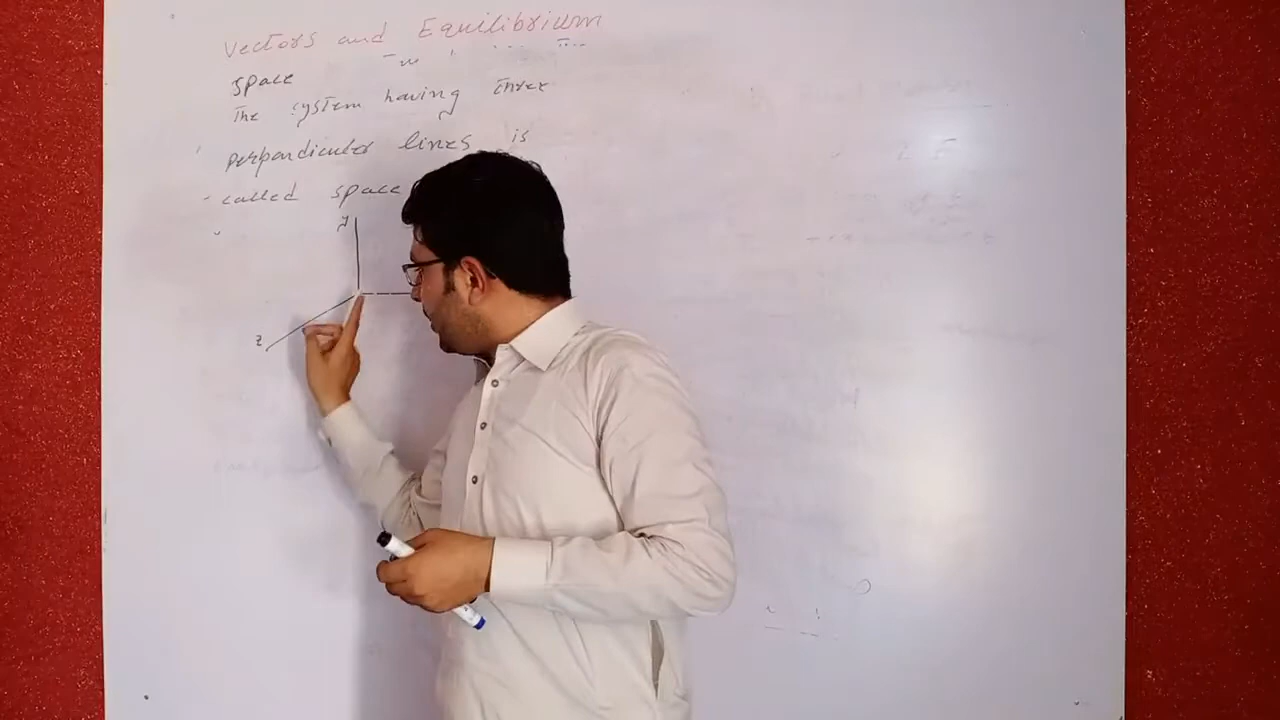 Vectors and Equilibrium
space
The system having three
perpendicular lines is
called space
y
z